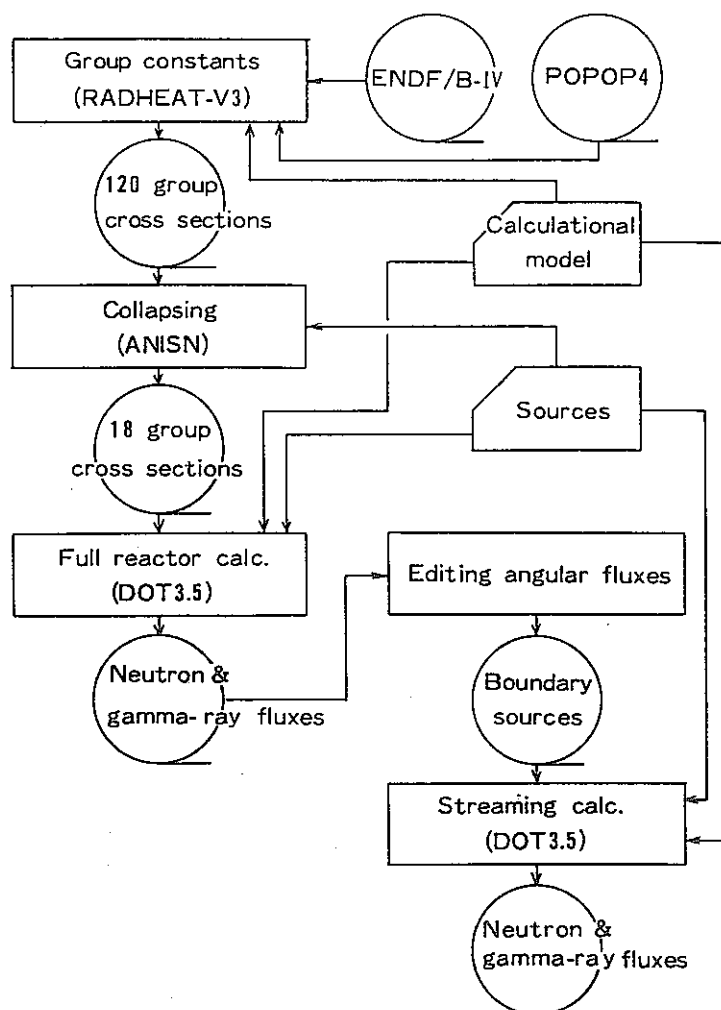 Group constants
(RADHEAT-V3)
ENDF/B-IV
POPOP4
120 group
cross sections
Calculational
model
Collapsing
(ANISN)
18 group
cross sections
Sources
Full reactor calc.
(DOT3.5)
Editing angular fluxes
Neutron &
gamma-ray fluxes
Boundary
sources
Streaming calc.
(DOT3.5)
Neutron &
gamma-ray fluxes